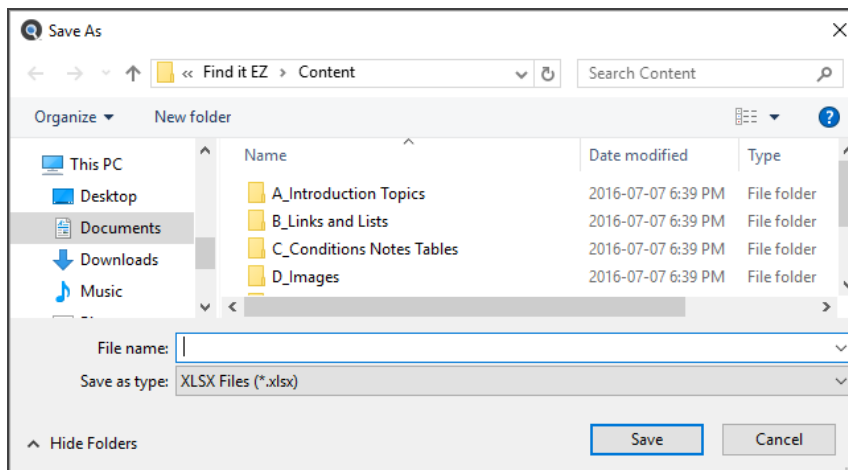 Save As
« Find it EZ > Content
Search Content
Organize
New folder
Name
Date modified
Type
This PC
Desktop
Documents
Downloads
Music
A_Introduction Topics 2016-07-07 6:39 PM File folder
B_Links and Lists 2016-07-07 6:39 PM File folder
C_Conditions Notes Tables 2016-07-07 6:39 PM File folder
D_Images 2016-07-07 6:39 PM File folder
File name:
Save as type: XLSX Files (*.xlsx)
Hide Folders
Save
Cancel